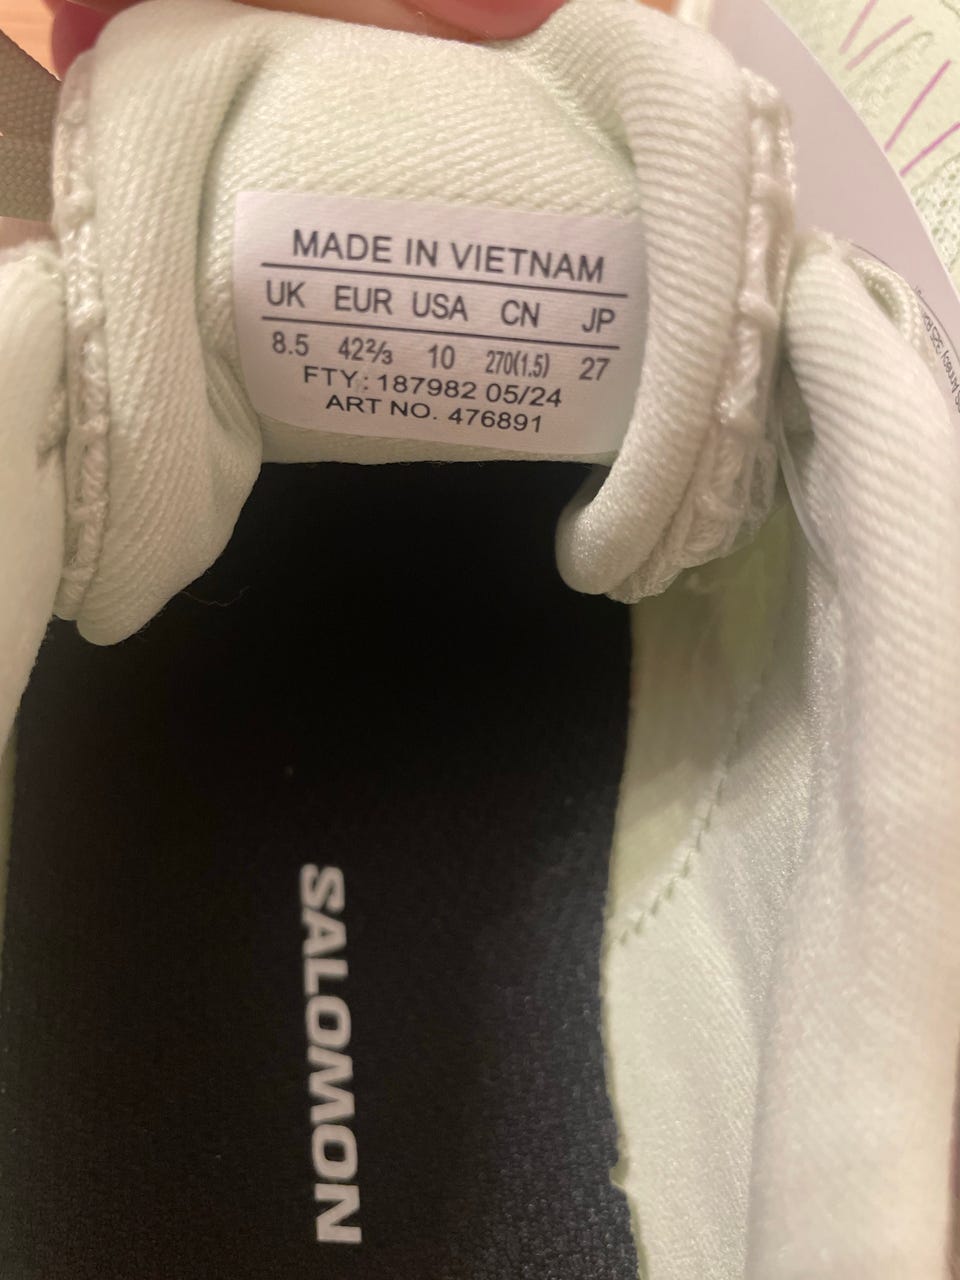 MADE IN VIETNAM
UK EUR USA CN JP
8.5 42⅔ 10 270(1.5) 27
FTY: 187982 05/24
ART NO. 476891
SALOMON